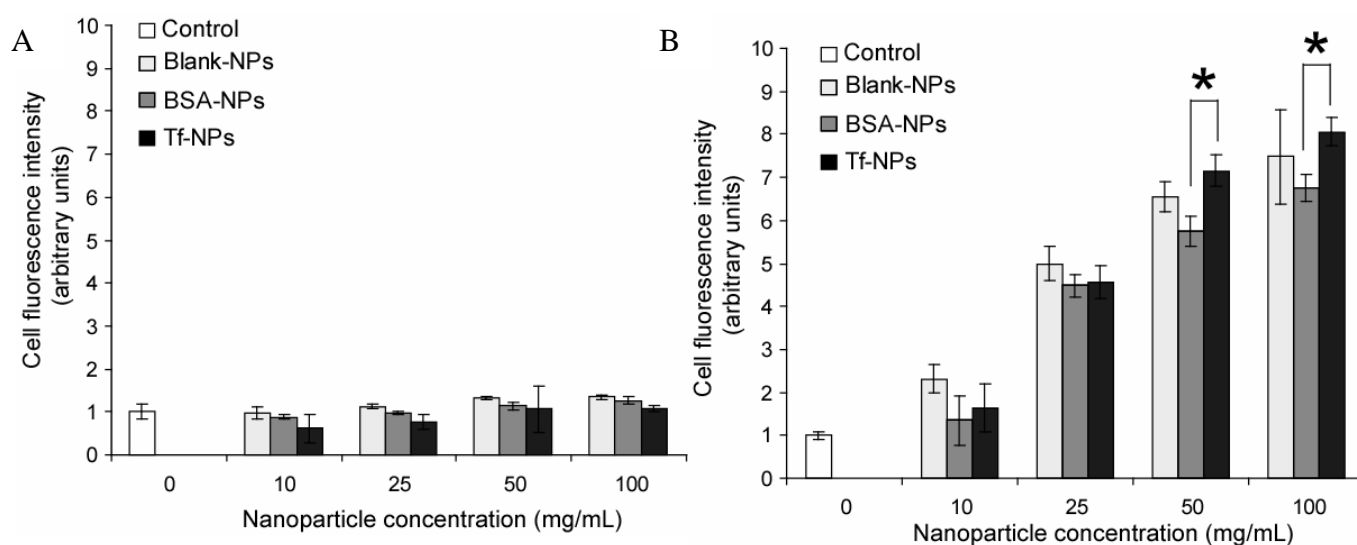 A
Cell fluorescence intensity
(arbitrary units)
10
9
8
7
6
5
4
3
2
1
0
Control
Blank-NPs
BSA-NPs
Tf-NPs
0 10 25 50 100
Nanoparticle concentration (mg/mL)
B
Cell fluorescence intensity
(arbitrary units)
10
9
8
7
6
5
4
3
2
1
0
Control
Blank-NPs
BSA-NPs
Tf-NPs
*
*
0 10 25 50 100
Nanoparticle concentration (mg/mL)